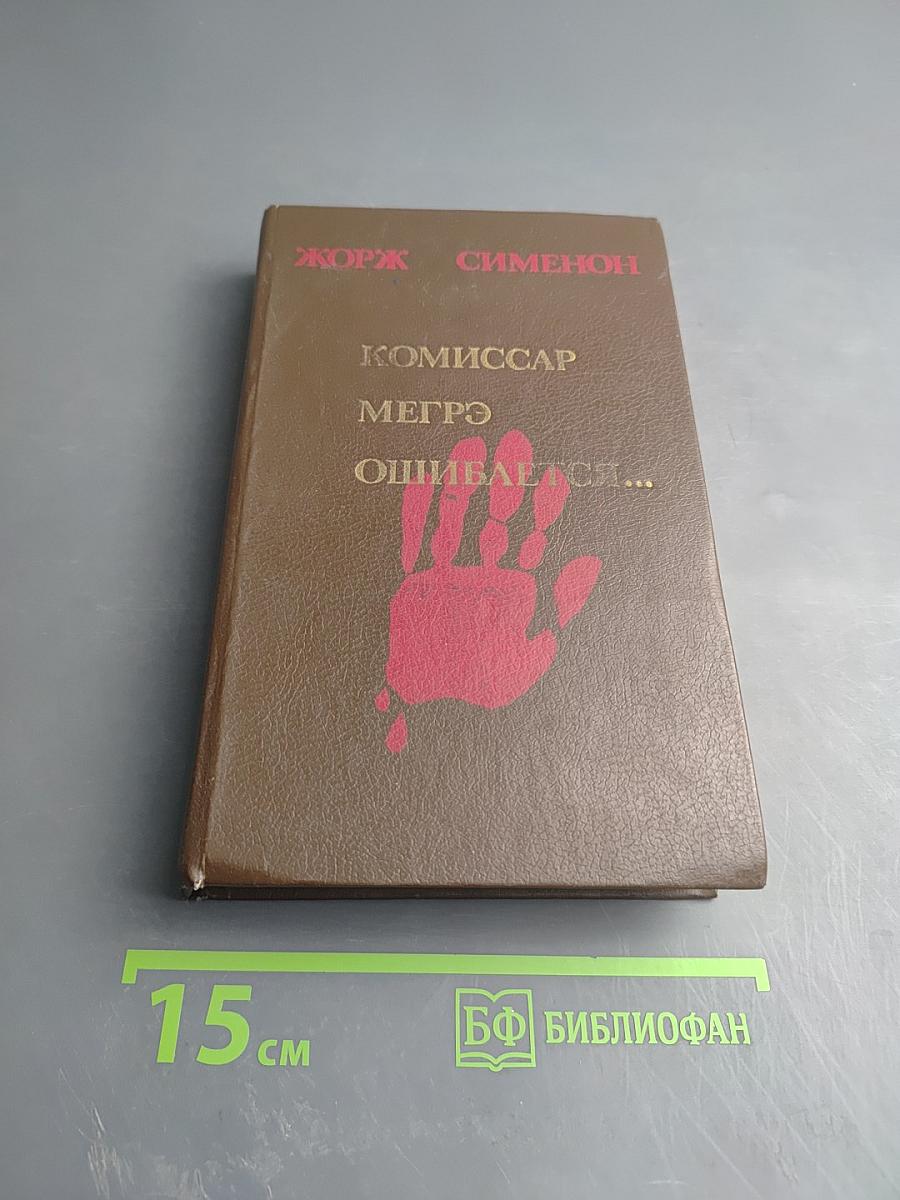 ЖОРЖ СИМЕНОН
КОМИССАР
МЕГРЭ
ОШИБАЕТСЯ...
15 см
БФ БИБЛИОФАН